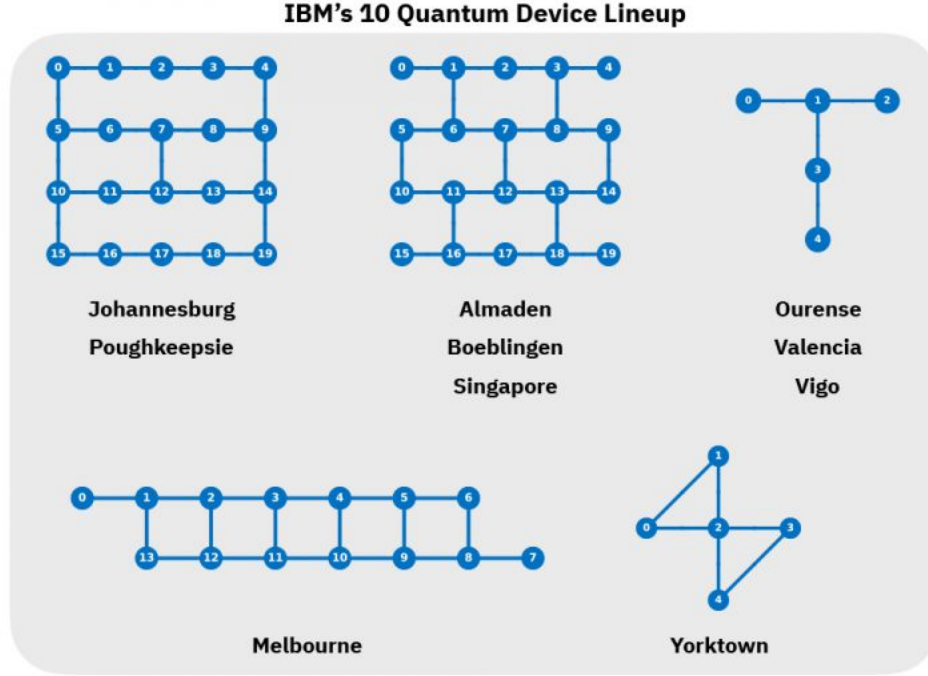 IBM's 10 Quantum Device Lineup
0 1 2 3 4
5 6 7 8 9
10 11 12 13 14
15 16 17 18 19
Johannesburg
Poughkeepsie
0 1 2 3 4
5 6 7 8 9
10 11 12 13 14
15 16 17 18 19
Almaden
Boeblingen
Singapore
0 1 2
3
4
Ourense
Valencia
Vigo
0 1 2 3 4 5 6
13 12 11 10 9 8 7
Melbourne
1
0 2 3
4
Yorktown